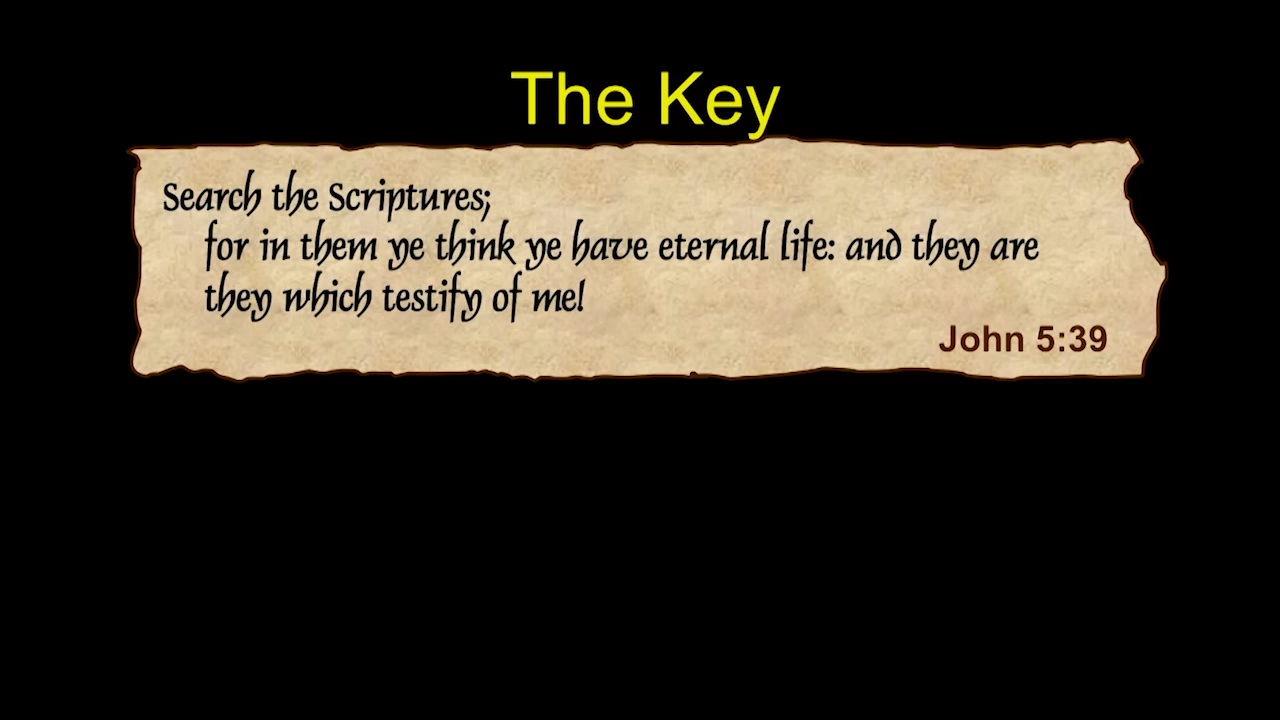 The Key
Search the Scriptures;
for in them ye think ye have eternal life: and they are
they which testify of me!
John 5:39